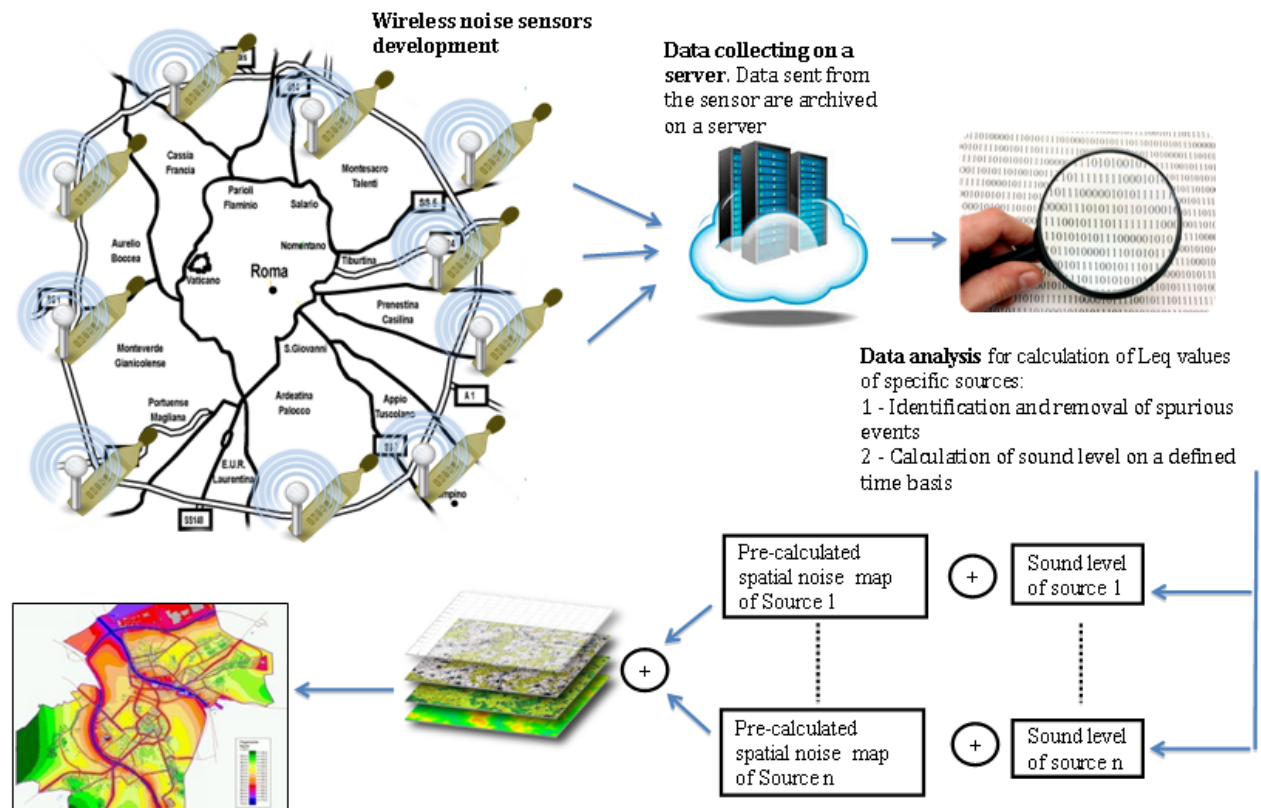 Wireless noise sensors
development
Cassia
Francia
Parioli
Flaminio
Salario
Montesacro
Talenti
SS-5
Aurelio
Boccea
Vaticano
Roma
Nomentano
Tiburtina
Prenestina
Casilina
Monteverde
Gianicolense
S.Giovanni
Portuense
Magliana
Ardeatina
Palocco
Appio
Tuscolano
A1
E.U.R.
Laurentina
SS148
Data collecting on a
server. Data sent from
the sensor are archived
on a server
Data analysis for calculation of Leq values
of specific sources:
1 - Identification and removal of spurious
events
2 - Calculation of sound level on a defined
time basis
Pre-calculated
spatial noise map
of Source 1
+
Sound level
of source 1
+
Pre-calculated
spatial noise map
of Source n
+
Sound level
of source n